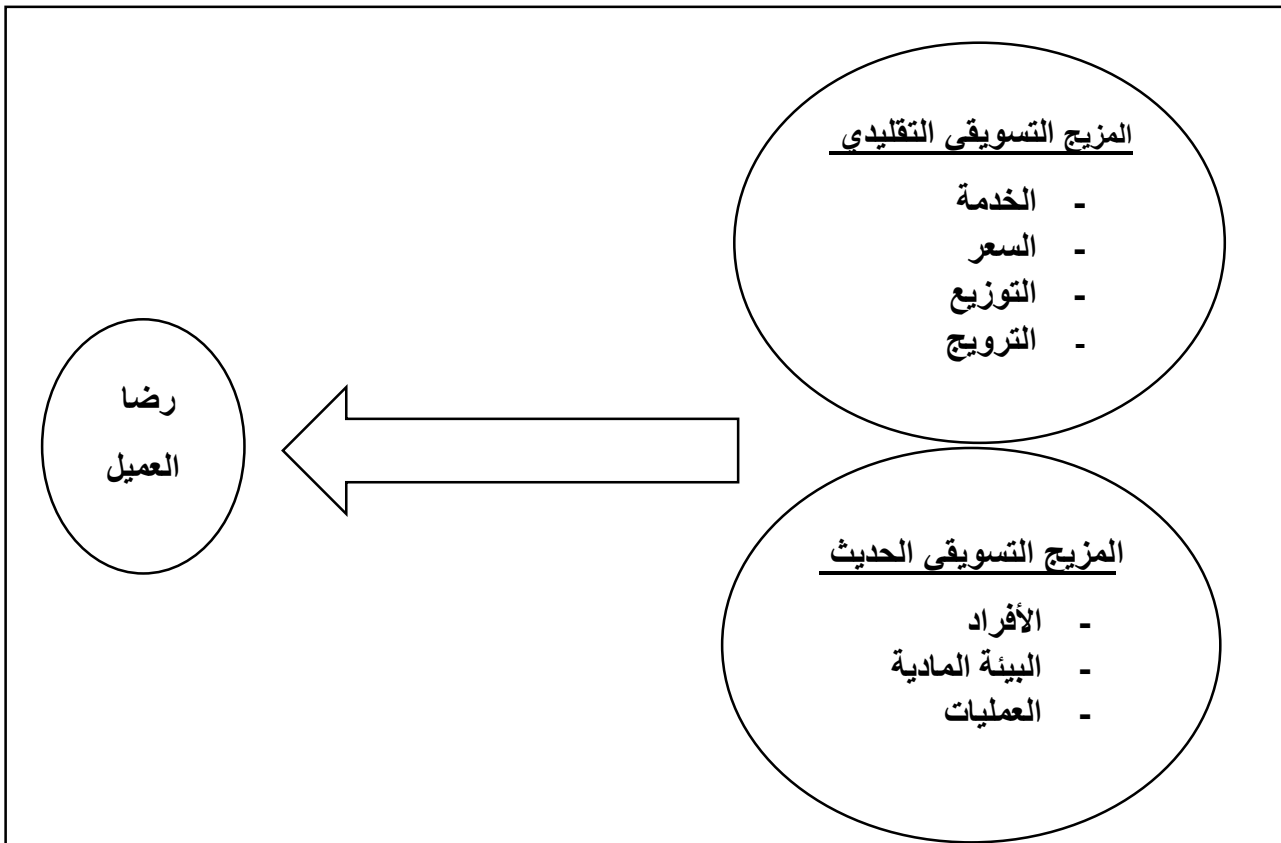 المزيج التسويقي التقليدي
- الخدمة
- السعر
- التوزيع
- الترويج
رضا
العميل
المزيج التسويقي الحديث
- الأفراد
- البيئة المادية
- العمليات